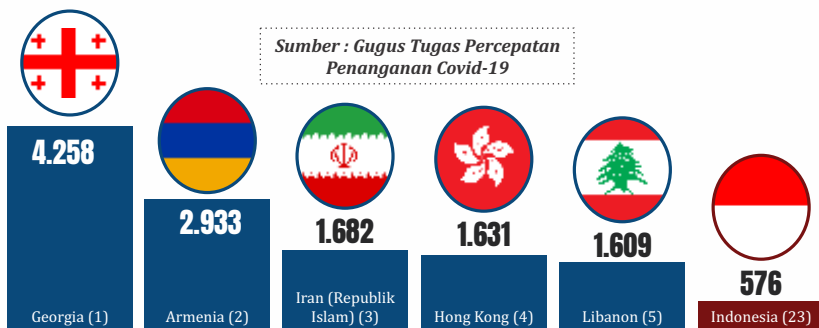 Sumber : Gugus Tugas Percepatan
Penanganan Covid-19
4.258
2.933
1.682
1.631
1.609
576
Georgia (1)
Armenia (2)
Iran (Republik
Islam) (3)
Hong Kong (4)
Libanon (5)
Indonesia (23)